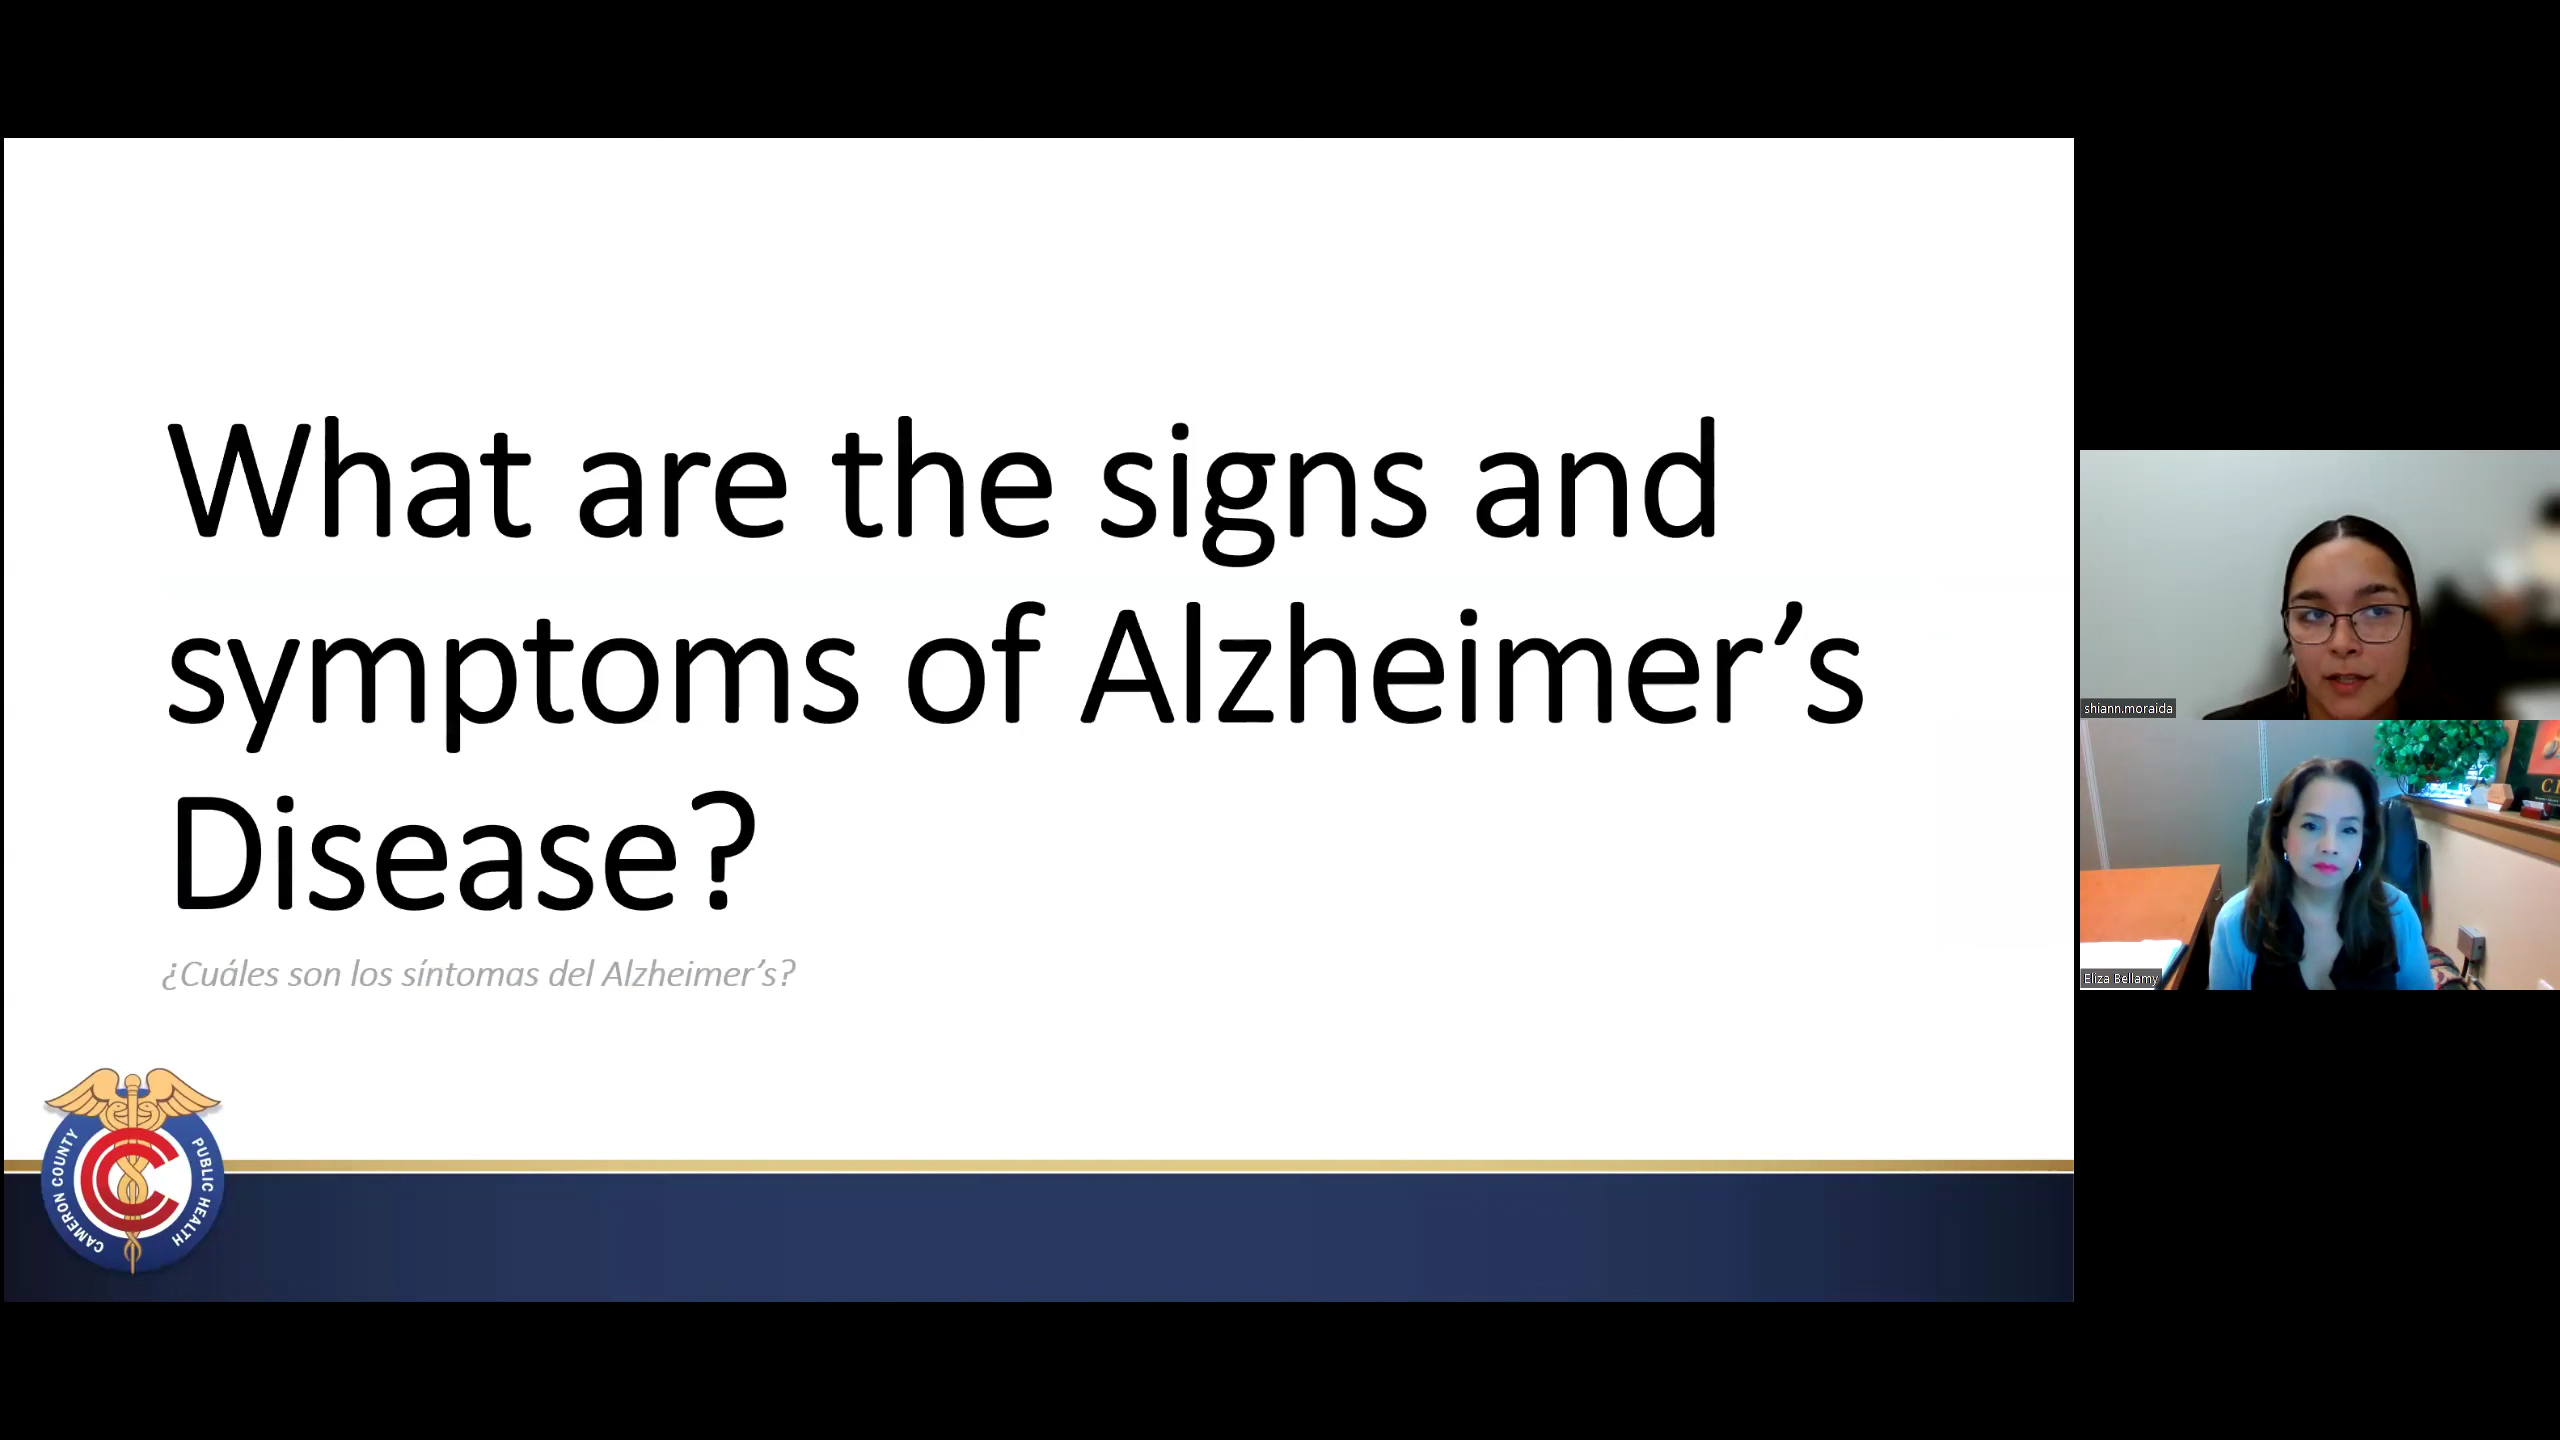 What are the signs and
symptoms of Alzheimer’s
Disease?
¿Cuáles son los síntomas del Alzheimer’s?
CAMERON COUNTY
PUBLIC HEALTH
shiann.moraida
Eliza Bellamy